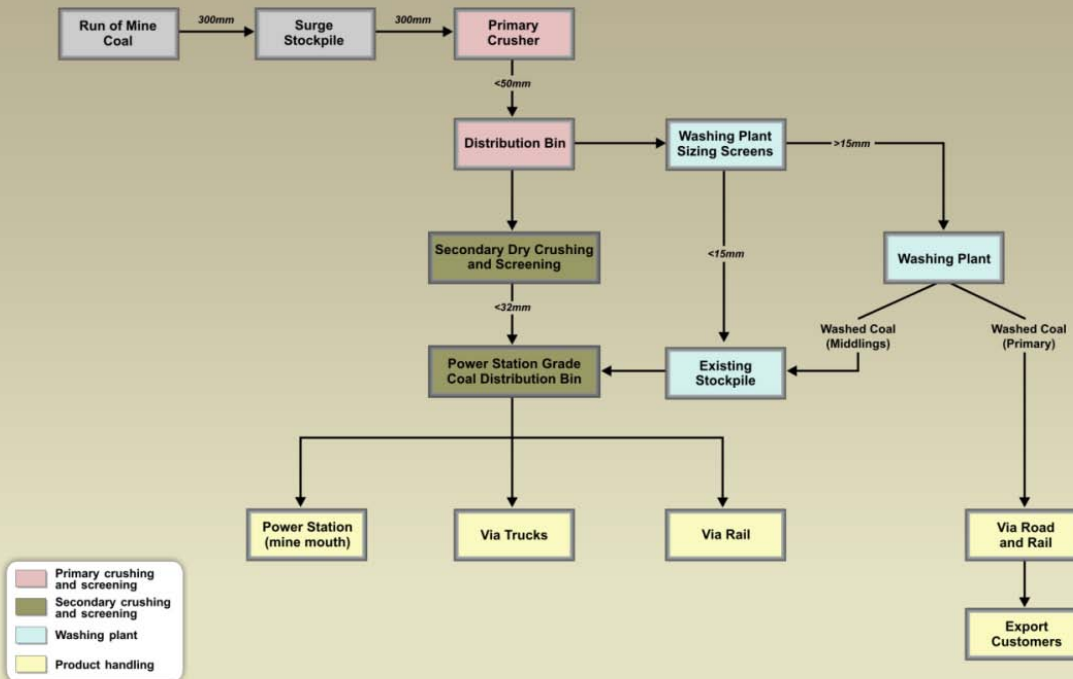 Run of Mine
Coal
300mm
Surge
Stockpile
300mm
Primary
Crusher
<50mm
Distribution Bin
Washing Plant
Sizing Screens
>15mm
Secondary Dry Crushing
and Screening
<15mm
Washing Plant
<32mm
Washed Coal
(Middlings)
Washed Coal
(Primary)
Power Station Grade
Coal Distribution Bin
Existing
Stockpile
Power Station
(mine mouth)
Via Trucks
Via Rail
Via Road
and Rail
Export
Customers
Primary crushing
and screening
Secondary crushing
and screening
Washing plant
Product handling